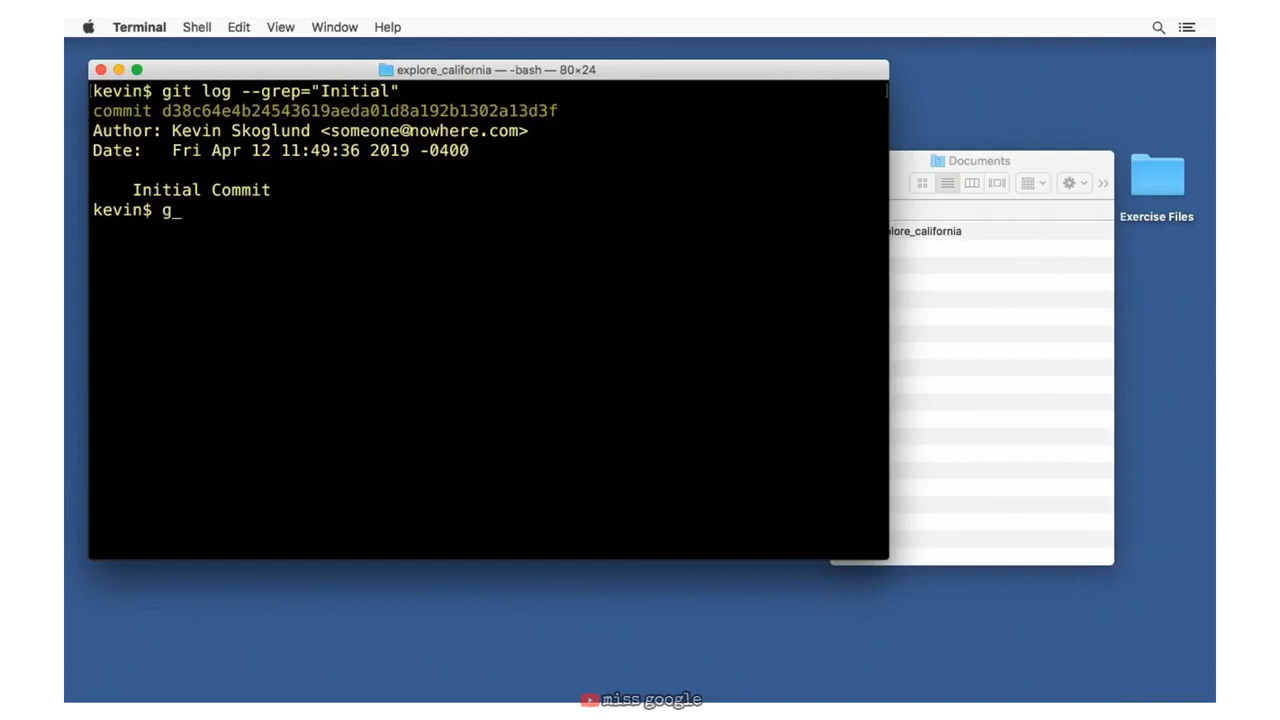 Terminal Shell Edit View Window Help
explore_california — -bash — 80×24
kevin$ git log --grep="Initial"
commit d38c64e4b24543619aeda01d8a192b1302a13d3f
Author: Kevin Skoglund <someone@nowhere.com>
Date:   Fri Apr 12 11:49:36 2019 -0400
Initial Commit
kevin$ g_
Documents
lore_california
Exercise Files
miss google